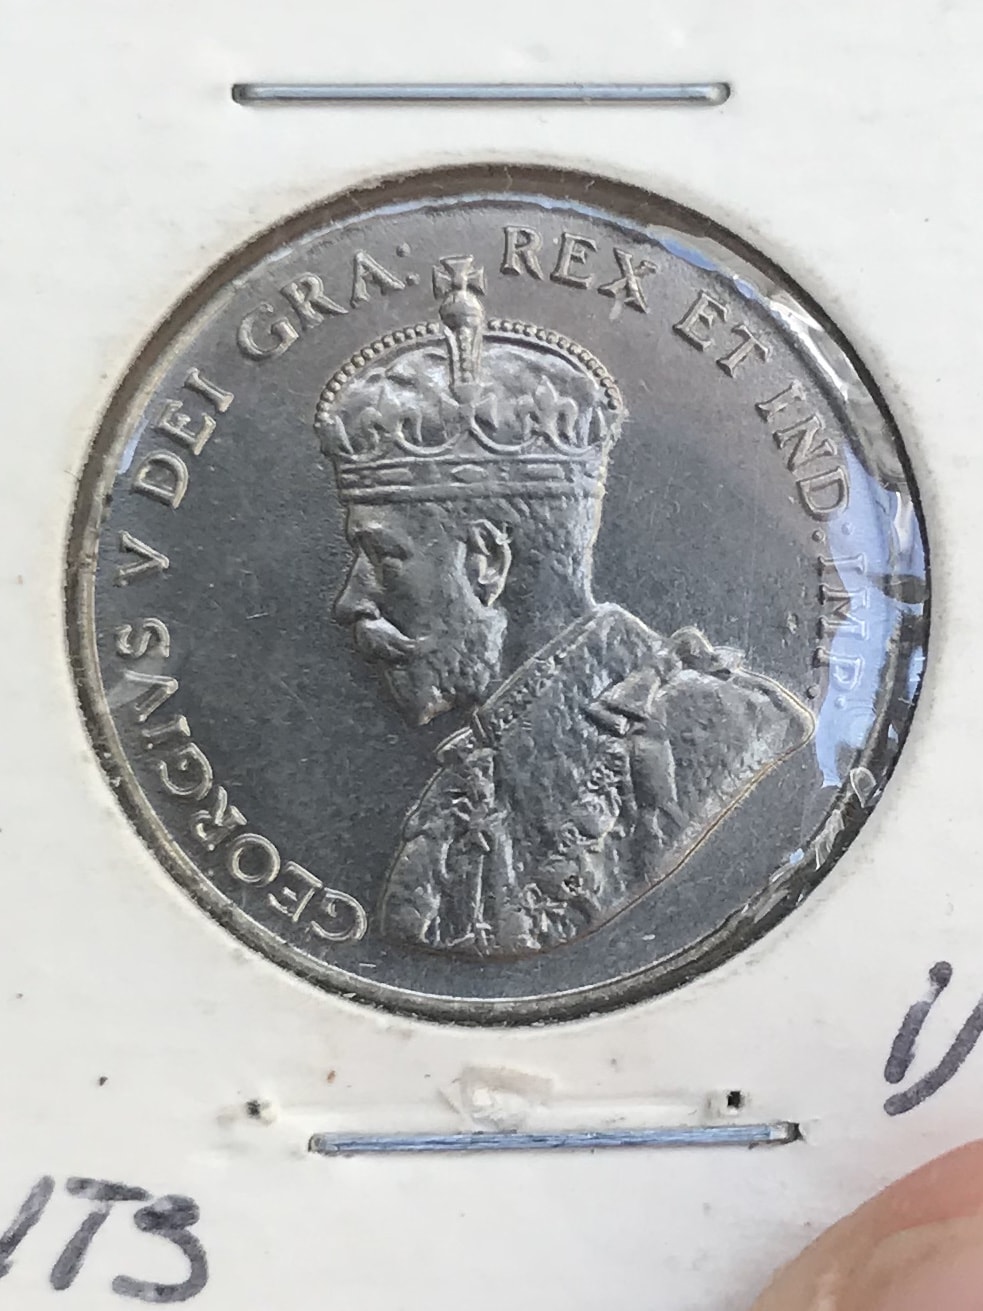 GEORGIVS V DEI GRA: REX ET IND: IMP: